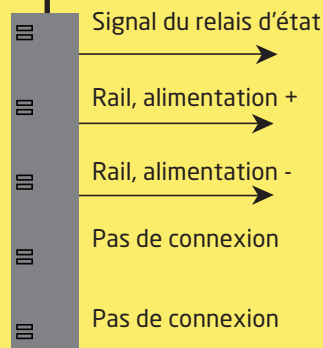 Signal du relais d'état
Rail, alimentation +
Rail, alimentation -
Pas de connexion
Pas de connexion